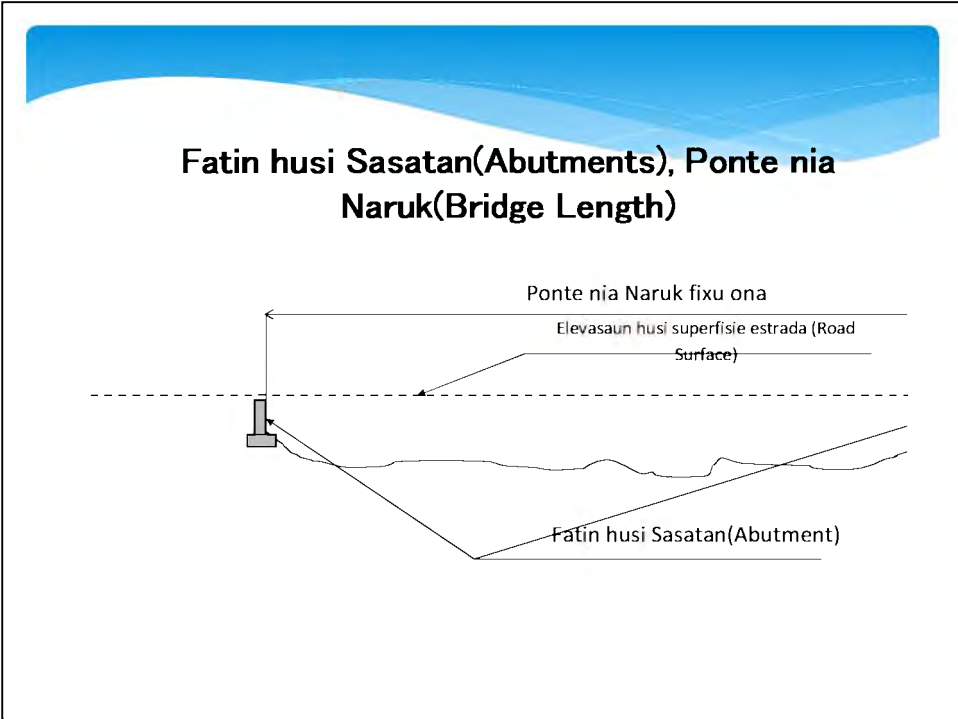 Fatin husi Sasatan(Abutments), Ponte nia
Naruk(Bridge Length)
Ponte nia Naruk fixu ona
Elevasaun husi superfisie estrada (Road
Surface)
Fatin husi Sasatan(Abutment)